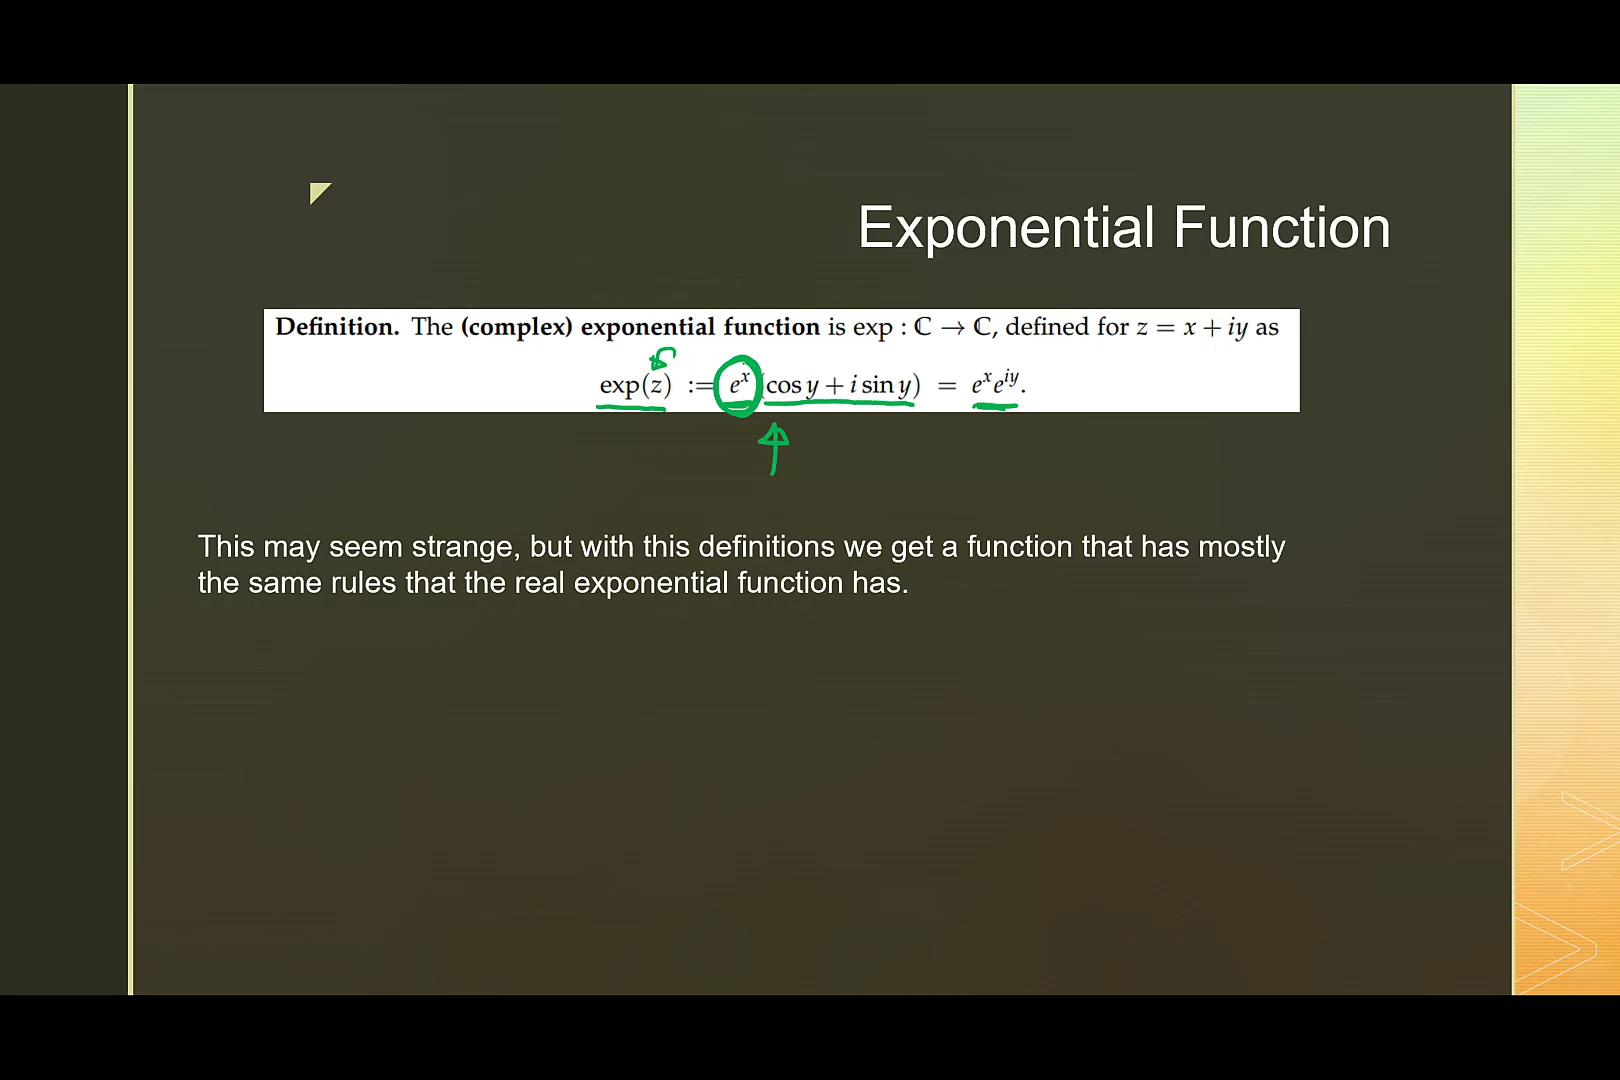 Exponential Function
Definition. The (complex) exponential function is exp : ℂ → ℂ, defined for z = x + iy as
exp(z) := eˣ (cos y + i sin y) = eˣeⁱʸ.
This may seem strange, but with this definitions we get a function that has mostly
the same rules that the real exponential function has.